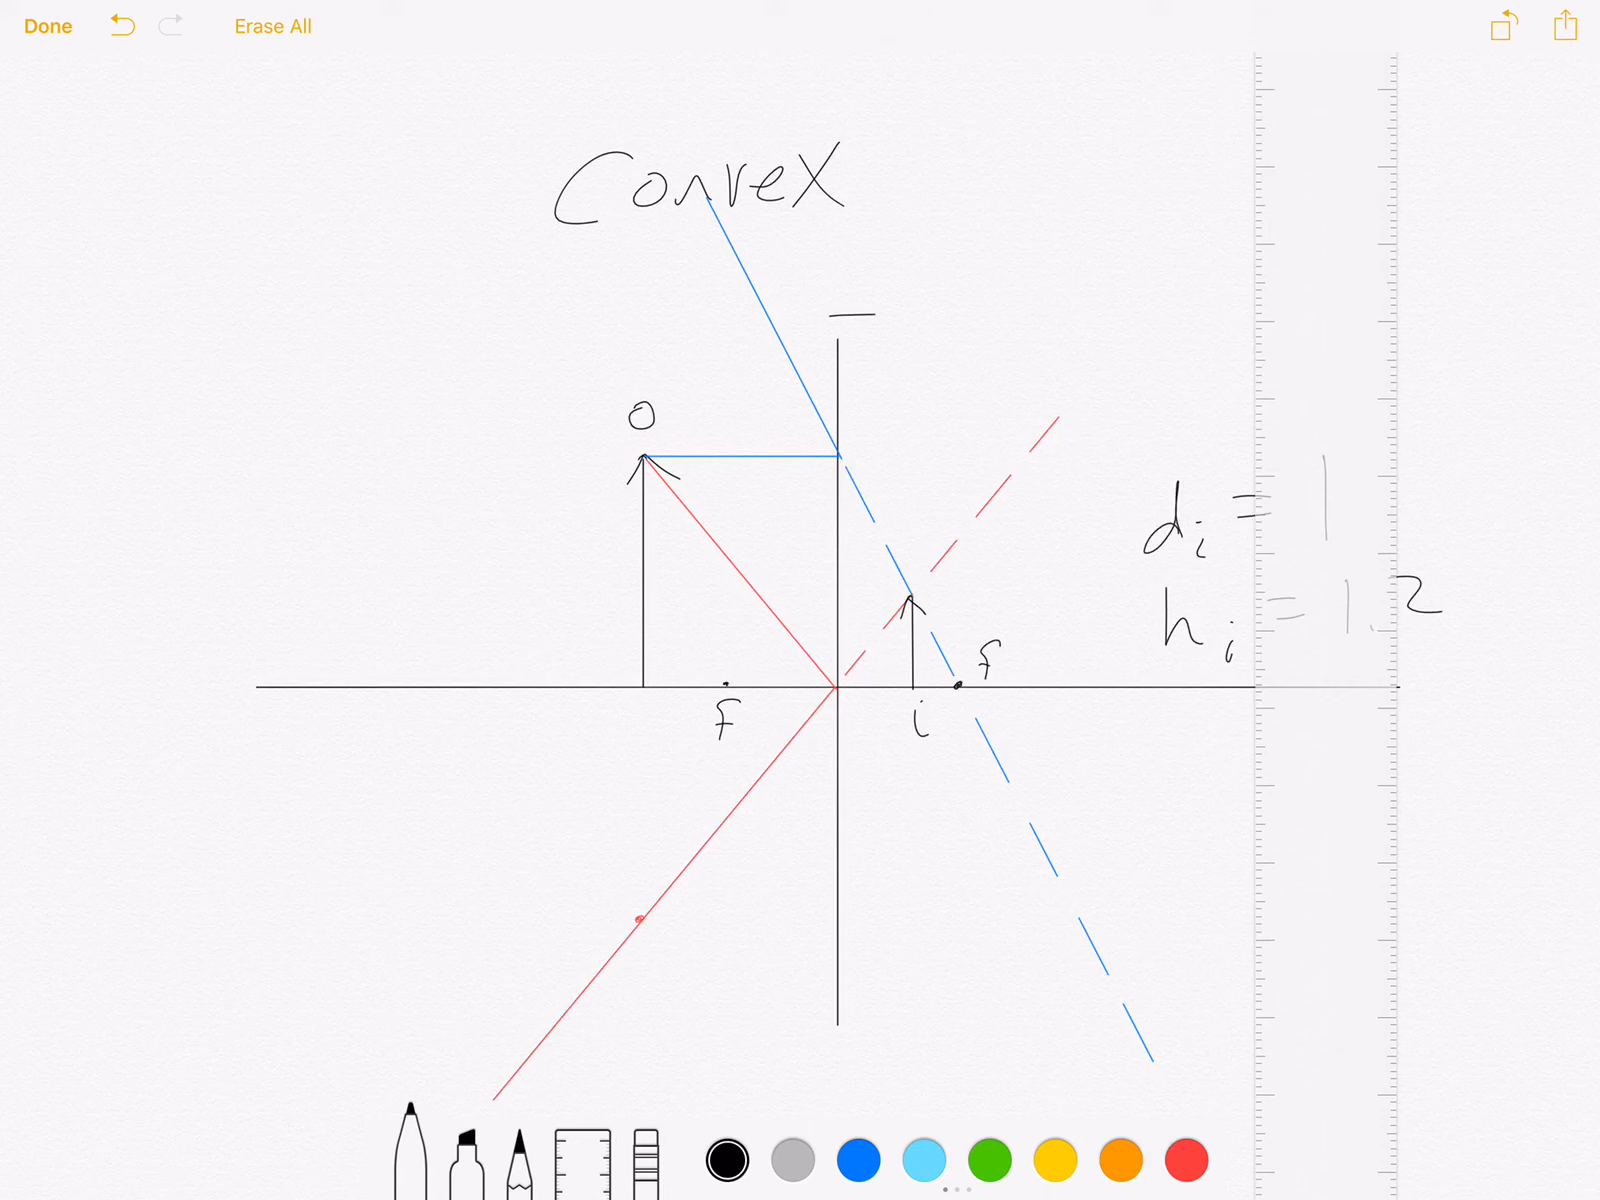 Done Erase All
Convex
—
O
di = 1
hi = 1.2
f
f i